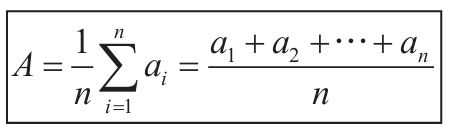 A = \frac{1}{n} \sum_{i=1}^{n} a_i = \frac{a_1 + a_2 + \cdots + a_n}{n}